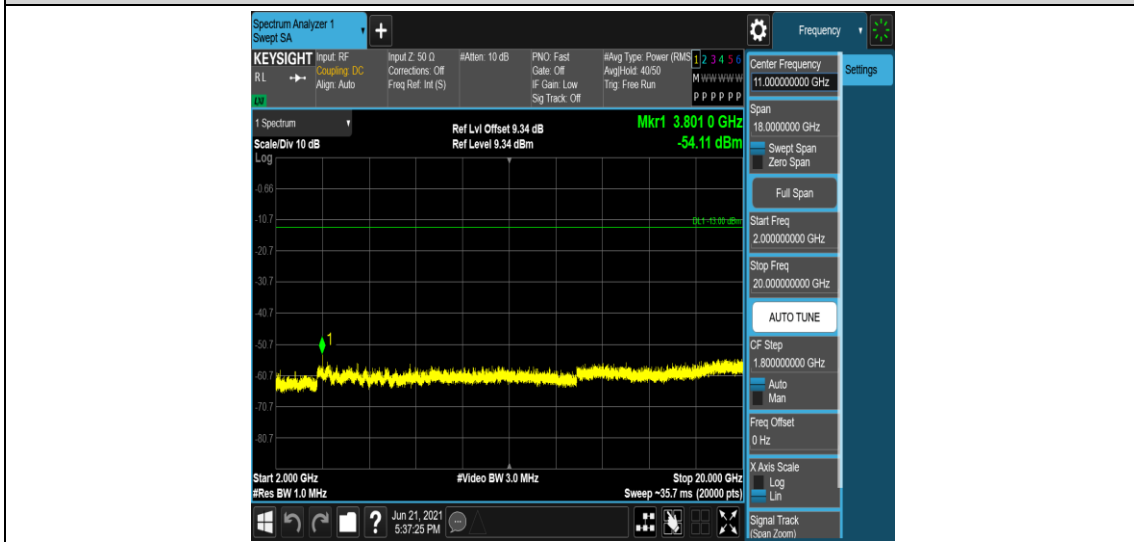 Spectrum Analyzer 1
Swept SA
+
Frequency
KEYSIGHT
RL
LXI
Input: RF
Coupling: DC
Align: Auto
Input Z: 50 Ω
Corrections: Off
Freq Ref: Int (S)
#Atten: 10 dB
PNO: Fast
Gate: Off
IF Gain: Low
Sig Track: Off
#Avg Type: Power (RMS
Avg|Hold: 40/50
Trig: Free Run
1 2 3 4 5 6
M W W W W W
P P P P P P
Center Frequency
11.000000000 GHz
Settings
Span
18.0000000 GHz
Swept Span
Zero Span
Full Span
Start Freq
2.000000000 GHz
Stop Freq
20.000000000 GHz
AUTO TUNE
CF Step
1.800000000 GHz
Auto
Man
Freq Offset
0 Hz
X Axis Scale
Log
Lin
Signal Track
(Span Zoom)
1 Spectrum
Scale/Div 10 dB
Ref Lvl Offset 9.34 dB
Ref Level 9.34 dBm
Mkr1 3.801 0 GHz
-54.11 dBm
Log
-0.66
-10.7
DL1 -13.00 dBm
-20.7
-30.7
-40.7
-50.7
1
-60.7
-70.7
-80.7
Start 2.000 GHz
#Res BW 1.0 MHz
#Video BW 3.0 MHz
Stop 20.000 GHz
Sweep ~35.7 ms (20000 pts)
?
Jun 21, 2021
5:37:25 PM